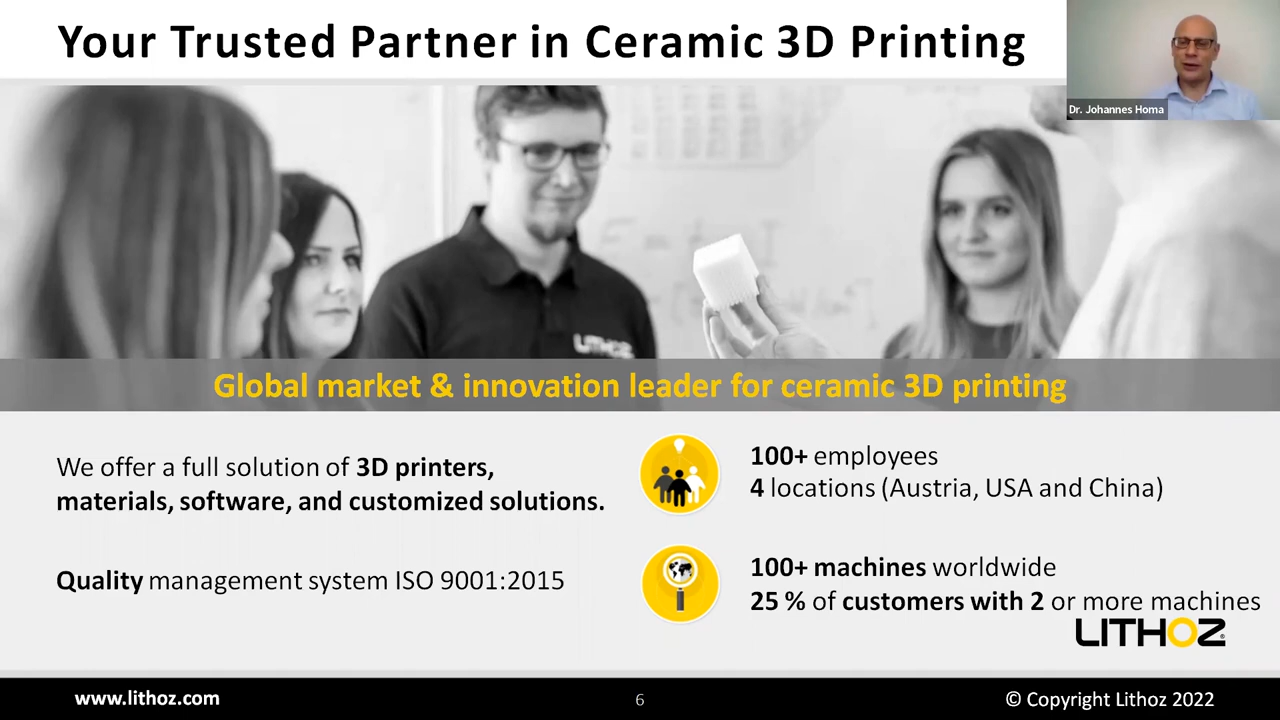 Your Trusted Partner in Ceramic 3D Printing
Dr. Johannes Homa
LITHOZ
Global market & innovation leader for ceramic 3D printing
We offer a full solution of 3D printers,
materials, software, and customized solutions.
Quality management system ISO 9001:2015
100+ employees
4 locations (Austria, USA and China)
100+ machines worldwide
25 % of customers with 2 or more machines
LITHOZ
www.lithoz.com
6
© Copyright Lithoz 2022